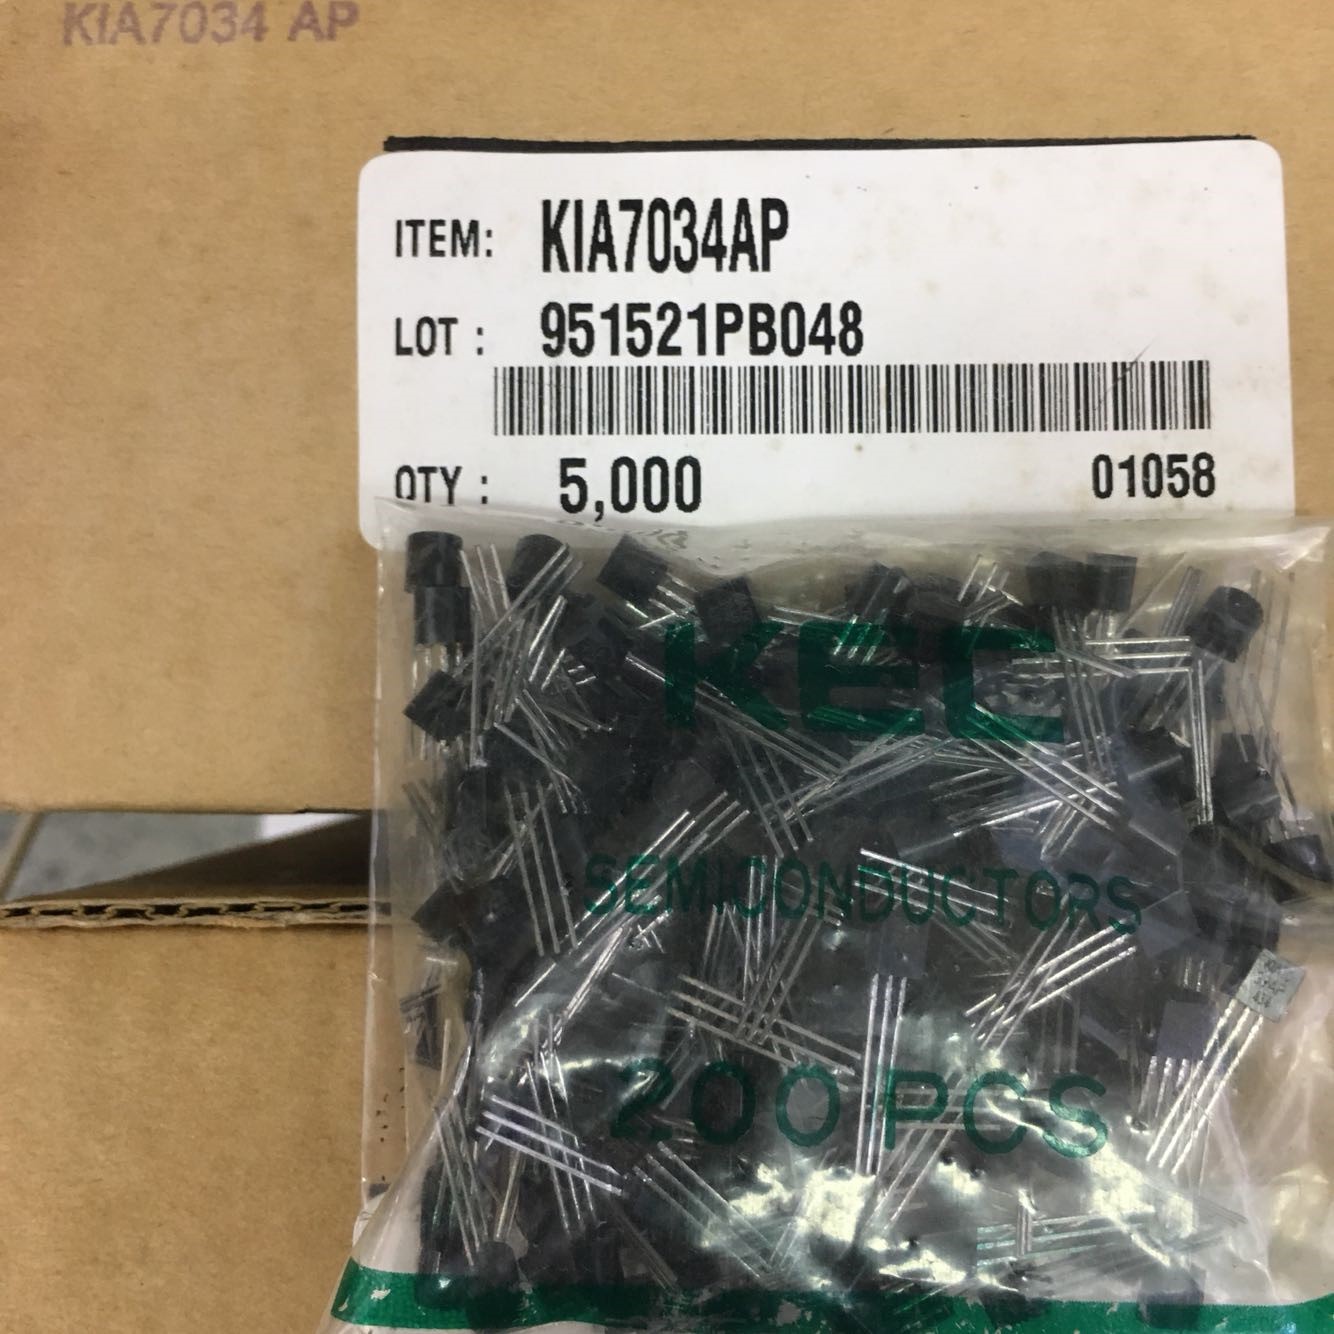 KIA7034 AP
ITEM: KIA7034AP
LOT : 951521PB048
QTY : 5,000 01058
KEC
SEMICONDUCTORS
200 PCS